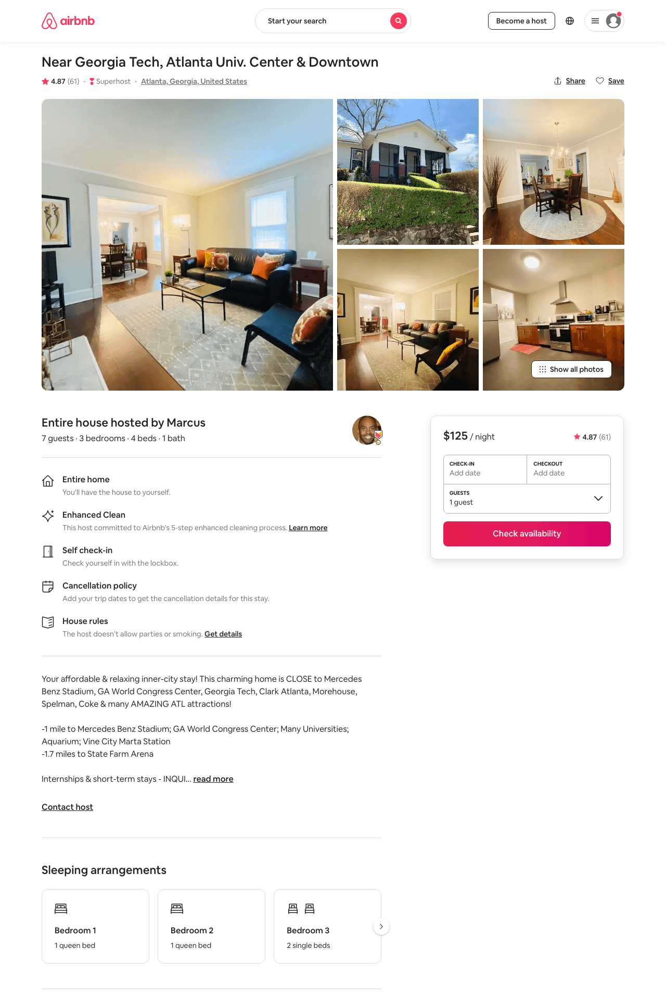 airbnb
Start your search
Become a host
Near Georgia Tech, Atlanta Univ. Center & Downtown
4.87 (61) · Superhost · Atlanta, Georgia, United States
Share
Save
Show all photos
Entire house hosted by Marcus
7 guests · 3 bedrooms · 4 beds · 1 bath
$125 / night
4.87 (61)
CHECK-IN
Add date
CHECKOUT
Add date
GUESTS
1 guest
Check availability
Entire home
You’ll have the house to yourself.
Enhanced Clean
This host committed to Airbnb's 5-step enhanced cleaning process. Learn more
Self check-in
Check yourself in with the lockbox.
Cancellation policy
Add your trip dates to get the cancellation details for this stay.
House rules
The host doesn’t allow parties or smoking. Get details
Your affordable & relaxing inner-city stay! This charming home is CLOSE to Mercedes
Benz Stadium, GA World Congress Center, Georgia Tech, Clark Atlanta, Morehouse,
Spelman, Coke & many AMAZING ATL attractions!
-1 mile to Mercedes Benz Stadium; GA World Congress Center; Many Universities;
Aquarium; Vine City Marta Station
-1.7 miles to State Farm Arena
Internships & short-term stays - INQUI... read more
Contact host
Sleeping arrangements
Bedroom 1
1 queen bed
Bedroom 2
1 queen bed
Bedroom 3
2 single beds